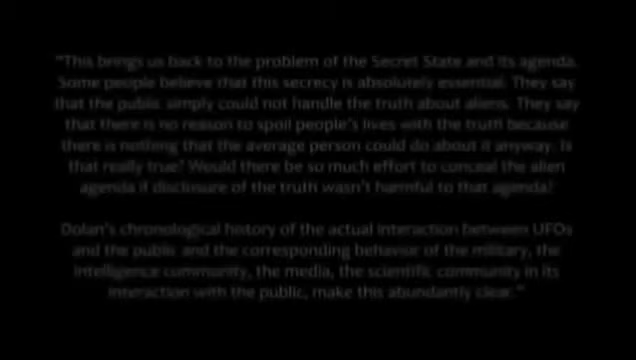 "This brings us back to the problem of the Secret State and its agenda.
Some people believe that this secrecy is absolutely essential. They say
that the public simply could not handle the truth about aliens. They say
that there is no reason to spoil people's lives with the truth because
there is nothing that the average person could do about it anyway. Is
that really true? Would there be so much effort to conceal the alien
agenda if disclosure of the truth wasn't harmful to that agenda?
Dolan's chronological history of the actual interaction between UFOs
and the public and the corresponding behavior of the military, the
intelligence community, the media, the scientific community in its
interaction with the public, make this abundantly clear."